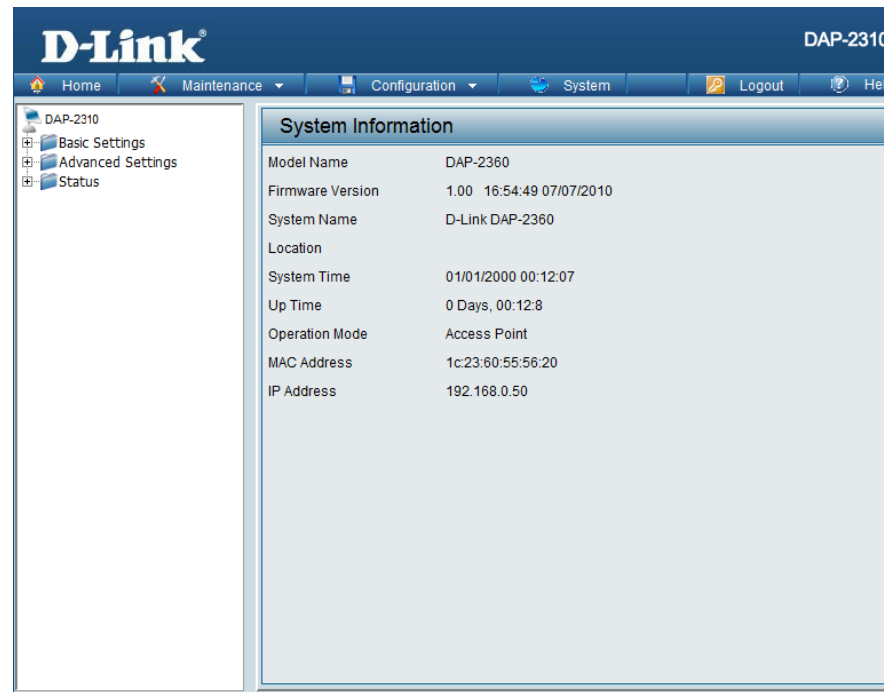 D-Link®
DAP-2310
Home Maintenance Configuration System Logout
DAP-2310
Basic Settings
Advanced Settings
Status
System Information
Model Name DAP-2360
Firmware Version 1.00 16:54:49 07/07/2010
System Name D-Link DAP-2360
Location
System Time 01/01/2000 00:12:07
Up Time 0 Days, 00:12:8
Operation Mode Access Point
MAC Address 1c:23:60:55:56:20
IP Address 192.168.0.50